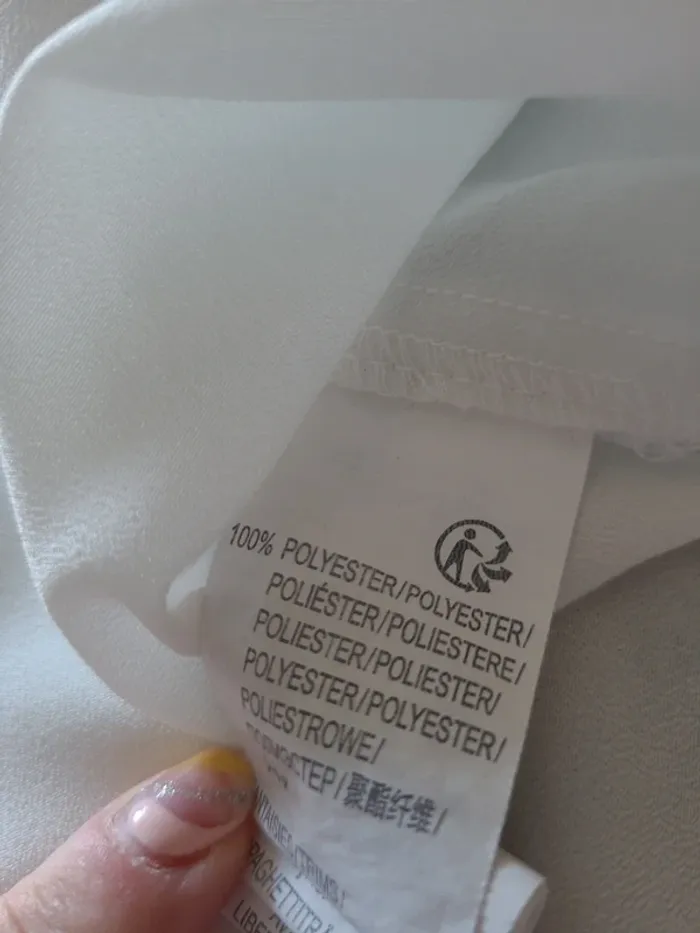 100% POLYESTER/POLYESTER/
POLIÉSTER/POLIESTERE/
POLIESTER/POLIESTER/
POLYESTER/POLYESTER/
POLIESTROWE/
聚酯纤维/